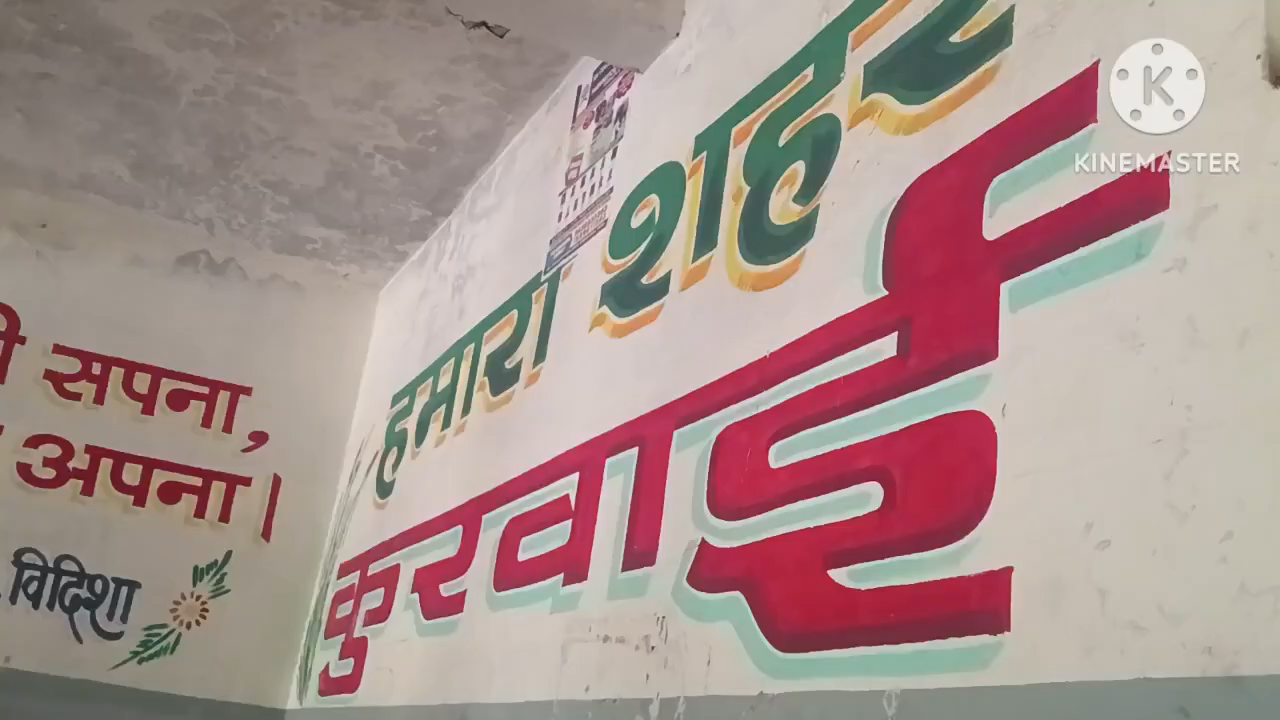 सपना,
अपना।
विदिशा
हमारा शहर
कुरवाई
KINEMASTER